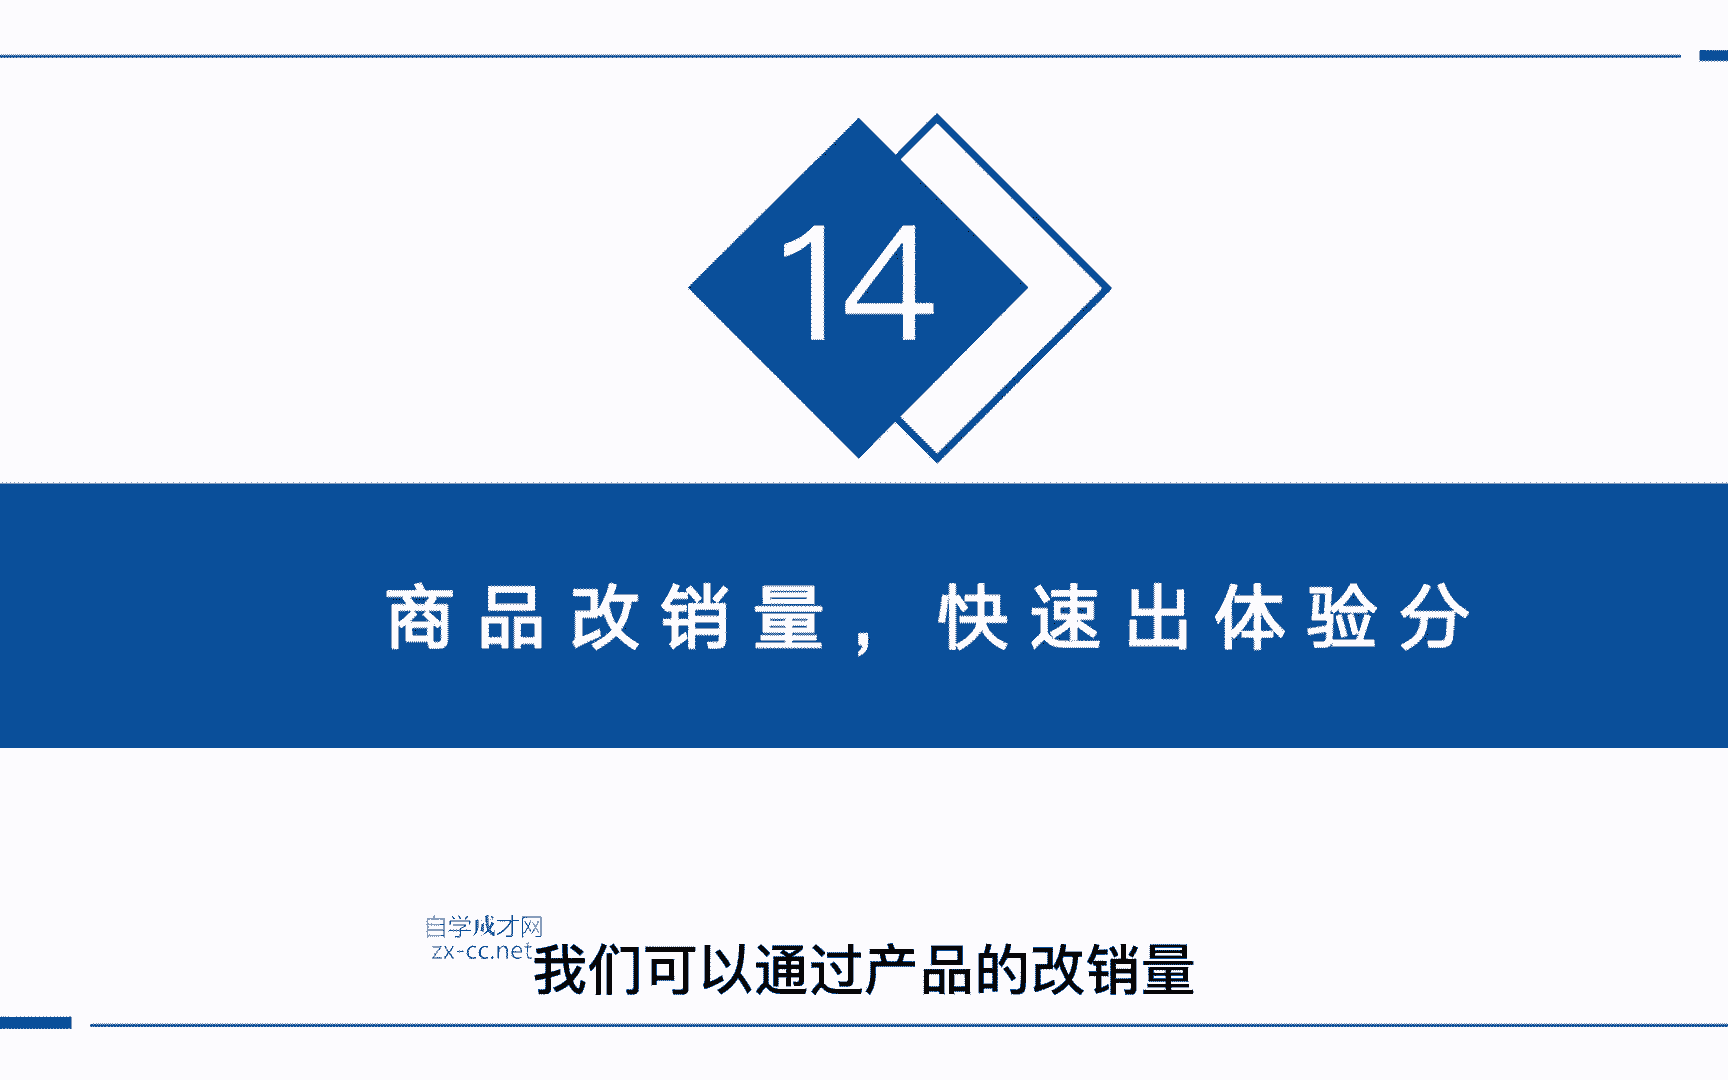 14
商品改销量，快速出体验分
自学成才网
zx-cc.net
我们可以通过产品的改销量